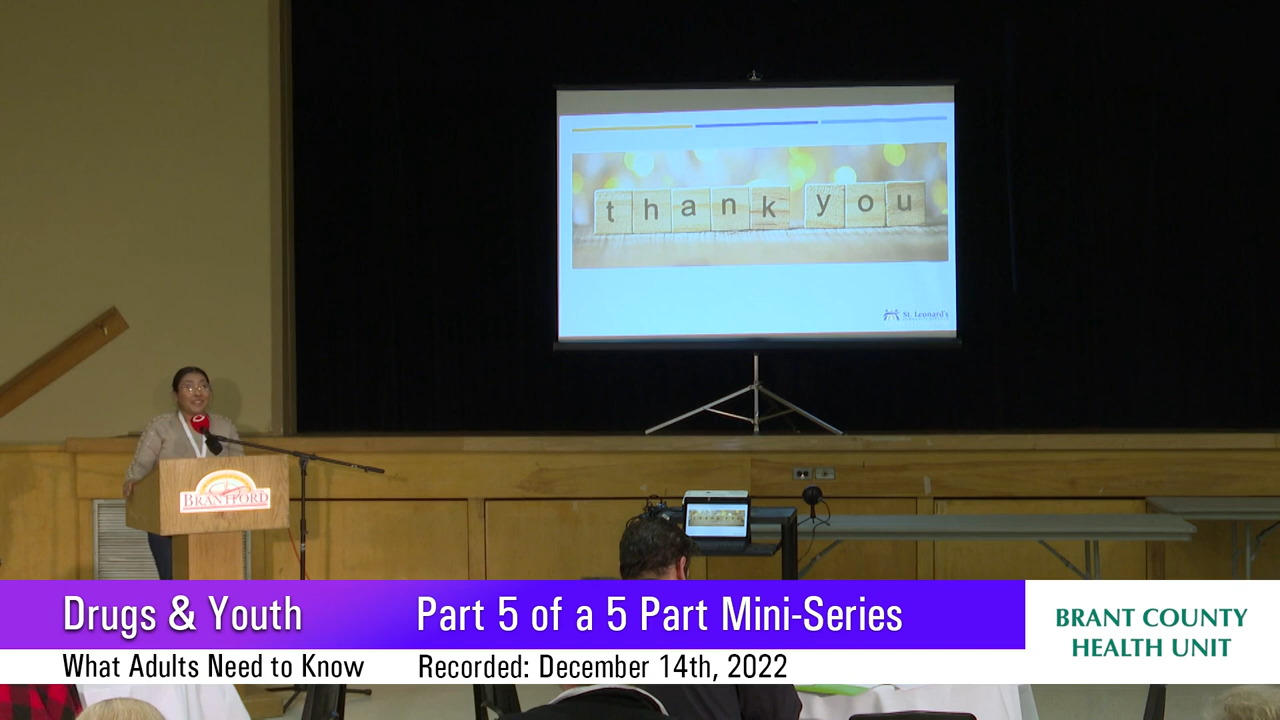 thank you
St. Leonard's
BRANTFORD
Drugs & Youth
Part 5 of a 5 Part Mini-Series
What Adults Need to Know
Recorded: December 14th, 2022
BRANT COUNTY
HEALTH UNIT